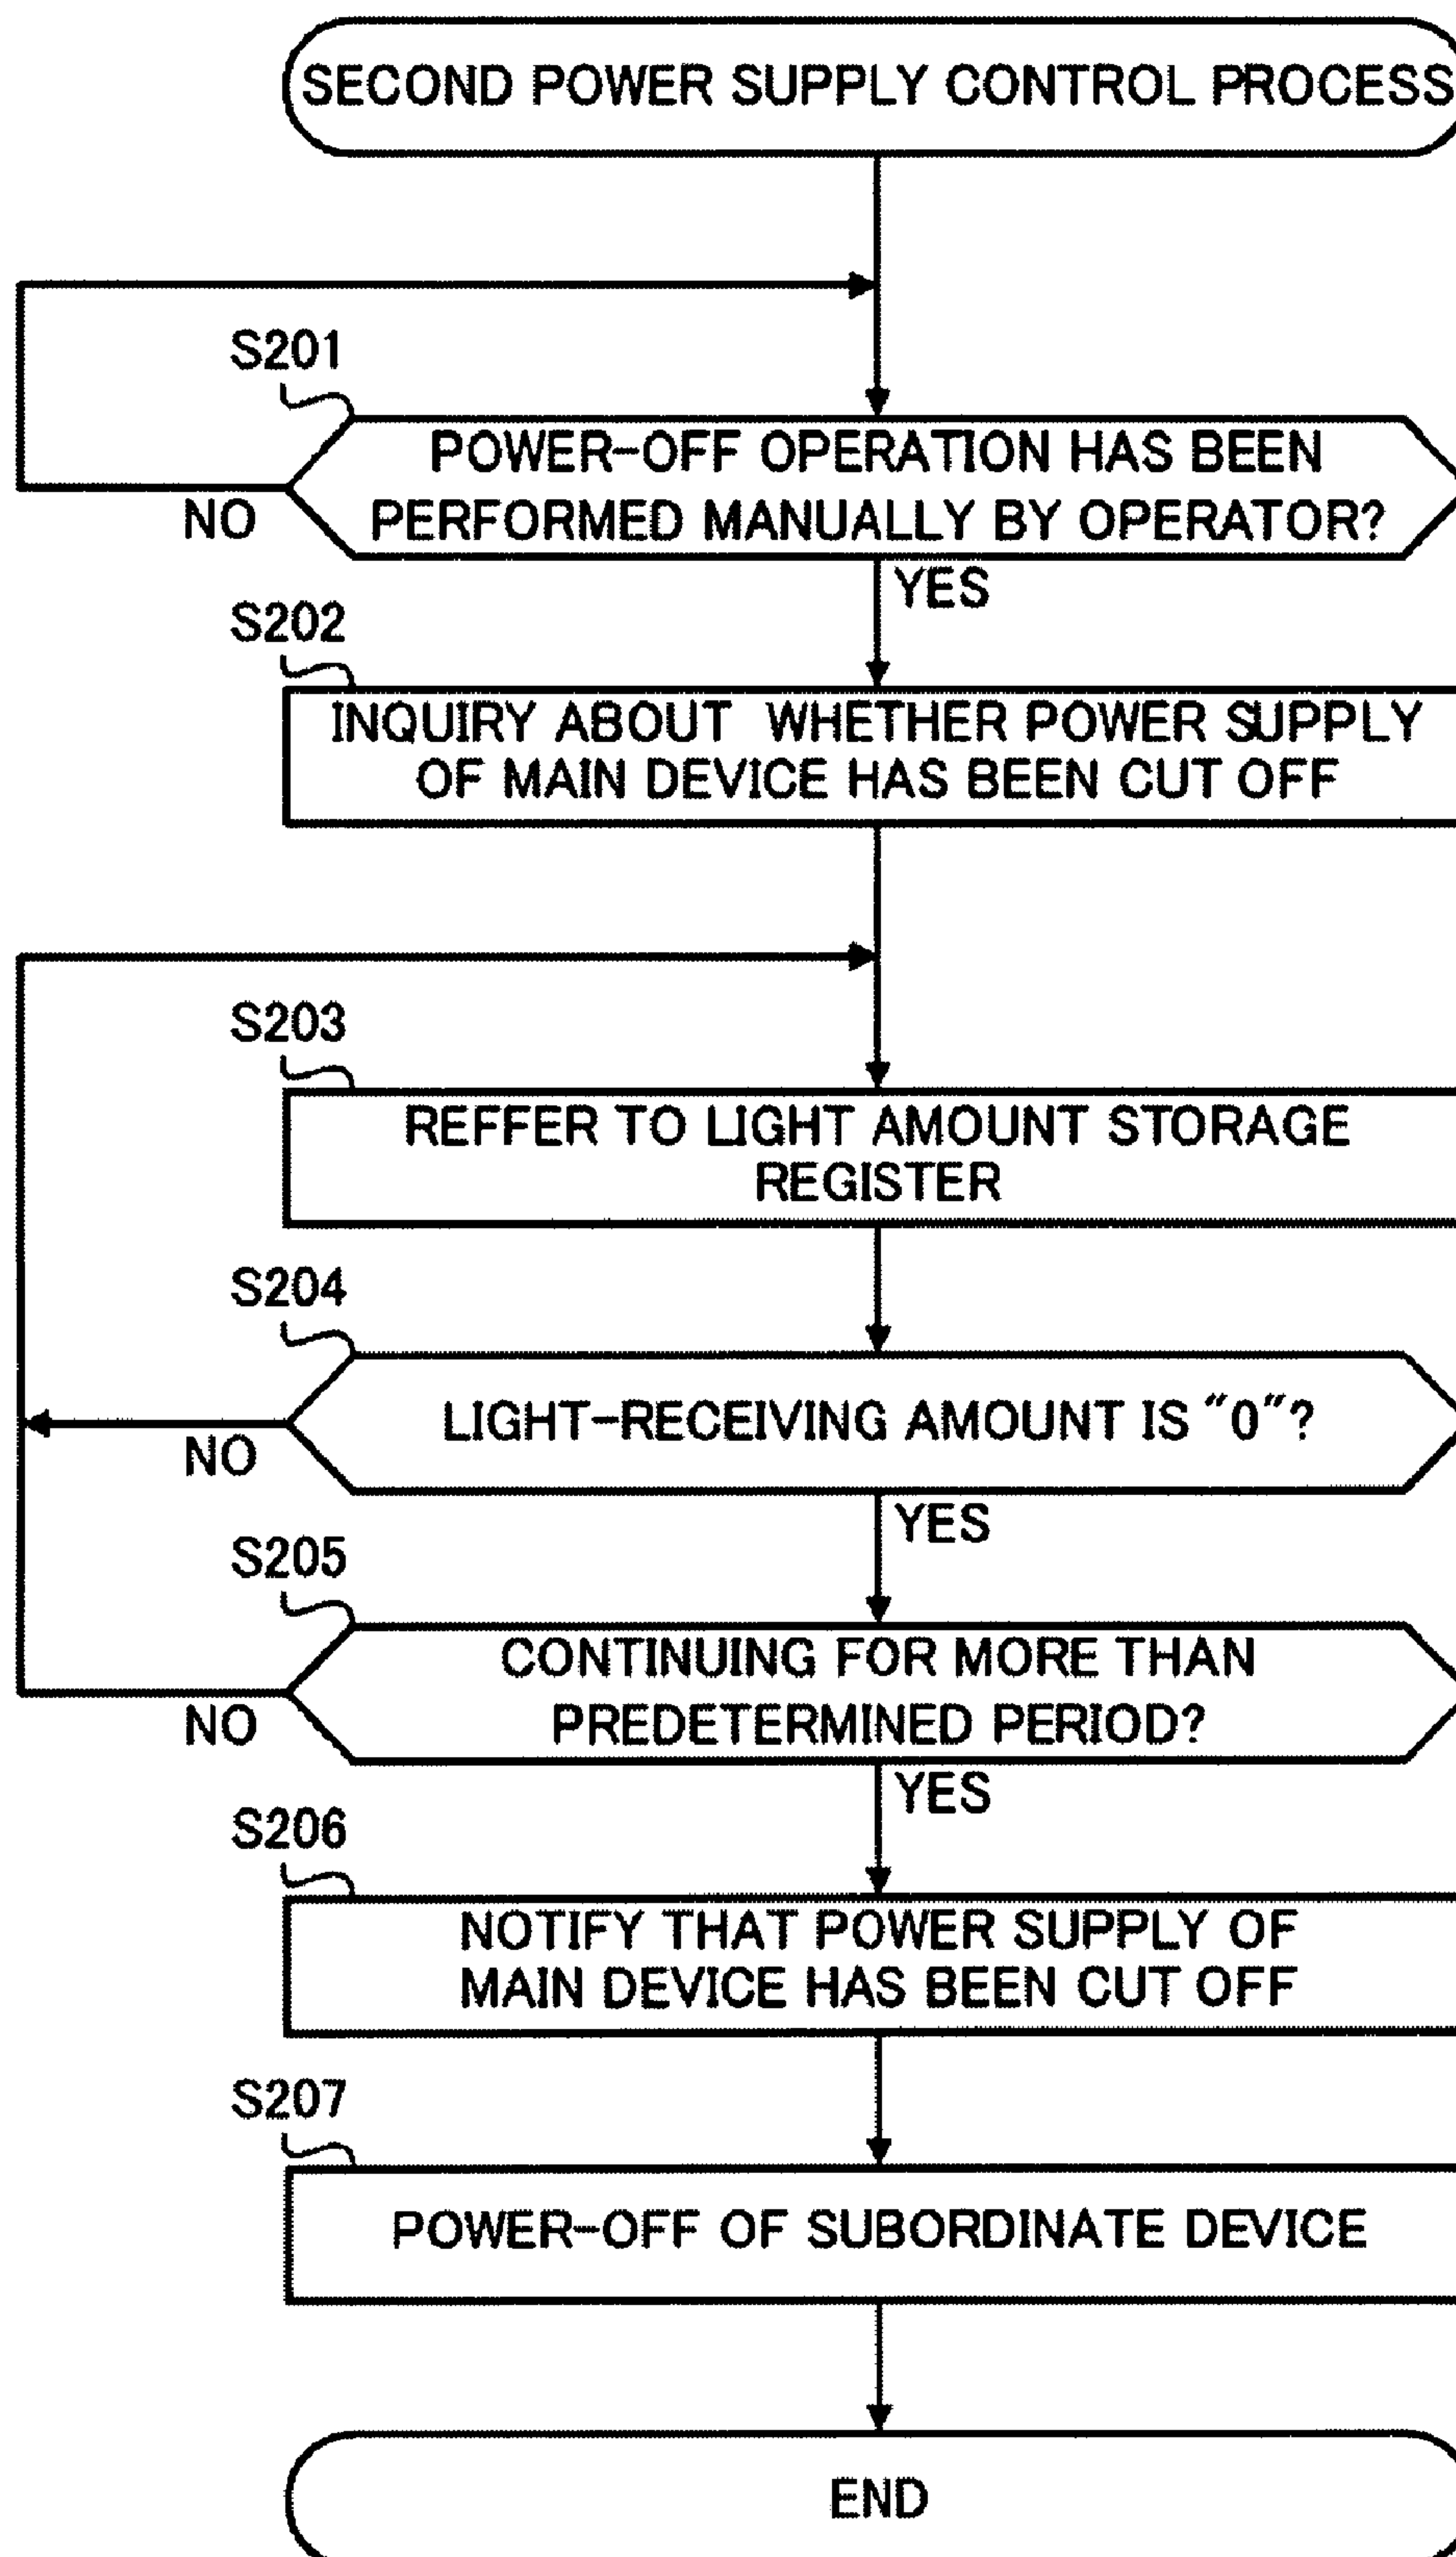 SECOND POWER SUPPLY CONTROL PROCESS
S201
POWER-OFF OPERATION HAS BEEN
PERFORMED MANUALLY BY OPERATOR?
NO
YES
S202
INQUIRY ABOUT WHETHER POWER SUPPLY
OF MAIN DEVICE HAS BEEN CUT OFF
S203
REFFER TO LIGHT AMOUNT STORAGE
REGISTER
S204
LIGHT-RECEIVING AMOUNT IS "0"?
NO
YES
S205
CONTINUING FOR MORE THAN
PREDETERMINED PERIOD?
NO
YES
S206
NOTIFY THAT POWER SUPPLY OF
MAIN DEVICE HAS BEEN CUT OFF
S207
POWER-OFF OF SUBORDINATE DEVICE
END